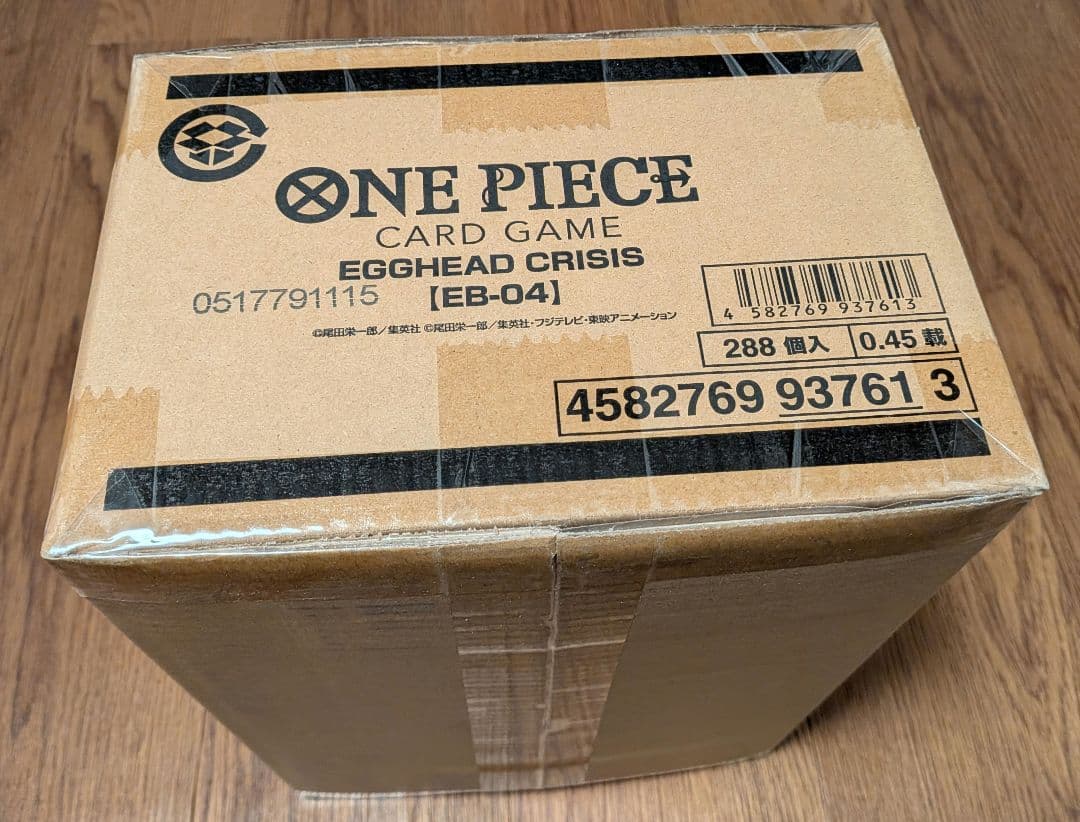 ONE PIECE
CARD GAME
EGGHEAD CRISIS
0517791115 【EB-04】
©尾田栄一郎／集英社 ©尾田栄一郎／集英社・フジテレビ・東映アニメーション
4 582769 937613
288 個入 0.45 載
4582769 93761 3